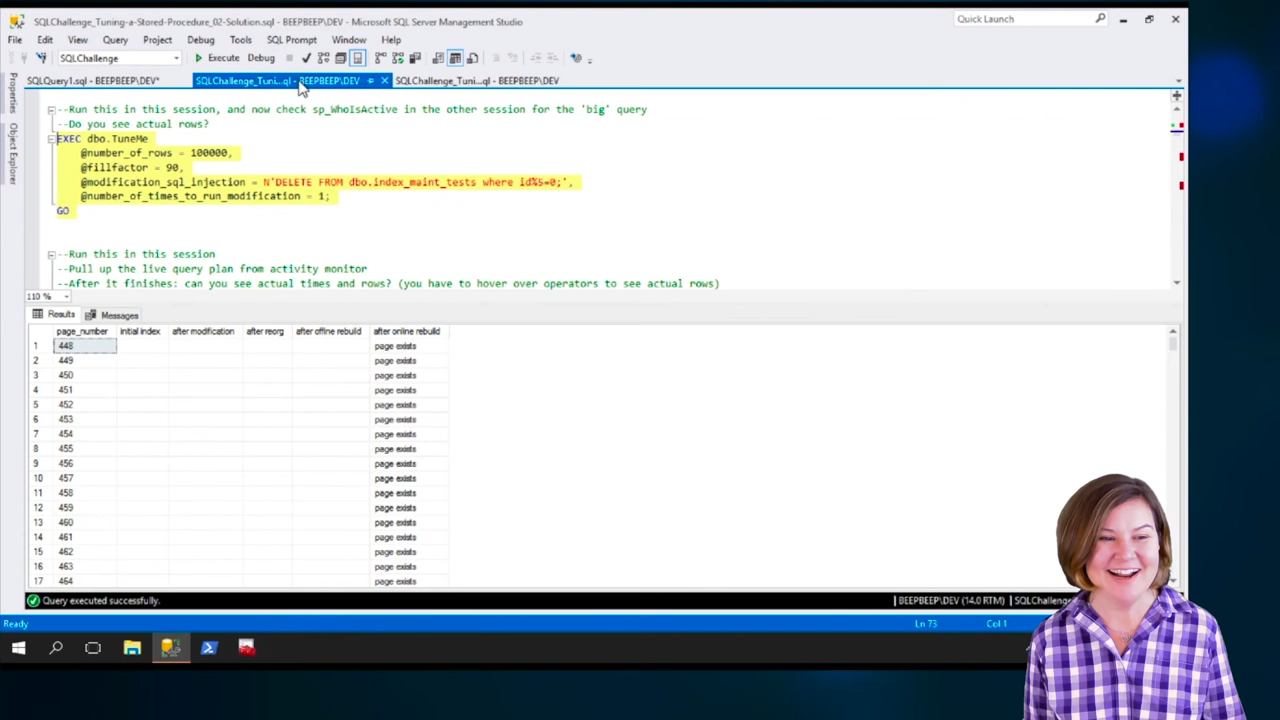 SQLChallenge_Tuning-a-Stored-Procedure_02-Solution.sql - BEEPBEEP\DEV - Microsoft SQL Server Management Studio
Quick Launch
File Edit View Query Project Debug Tools SQL Prompt Window Help
SQLChallenge Execute Debug
SQLQuery1.sql - BEEPBEEP\DEV* SQLChallenge_Tuni...ql - BEEPBEEP\DEV SQLChallenge_Tuni...ql - BEEPBEEP\DEV
Properties
Object Explorer
--Run this in this session, and now check sp_WhoIsActive in the other session for the 'big' query
--Do you see actual rows?
EXEC dbo.TuneMe
@number_of_rows = 100000,
@fillfactor = 90,
@modification_sql_injection = N'DELETE FROM dbo.index_maint_tests where id%5=0;',
@number_of_times_to_run_modification = 1;
GO
--Run this in this session
--Pull up the live query plan from activity monitor
--After it finishes: can you see actual times and rows? (you have to hover over operators to see actual rows)
110 %
Results Messages
page_number initial index after modification after reorg after offine rebuild after online rebuild
1 448 page exists
2 449 page exists
3 450 page exists
4 451 page exists
5 452 page exists
6 453 page exists
7 454 page exists
8 455 page exists
9 456 page exists
10 457 page exists
11 458 page exists
12 459 page exists
13 460 page exists
14 461 page exists
15 462 page exists
16 463 page exists
17 464 page exists
Query executed successfully. BEEPBEEP\DEV (14.0 RTM) SQLChallenge
Ready Ln 73 Col 1